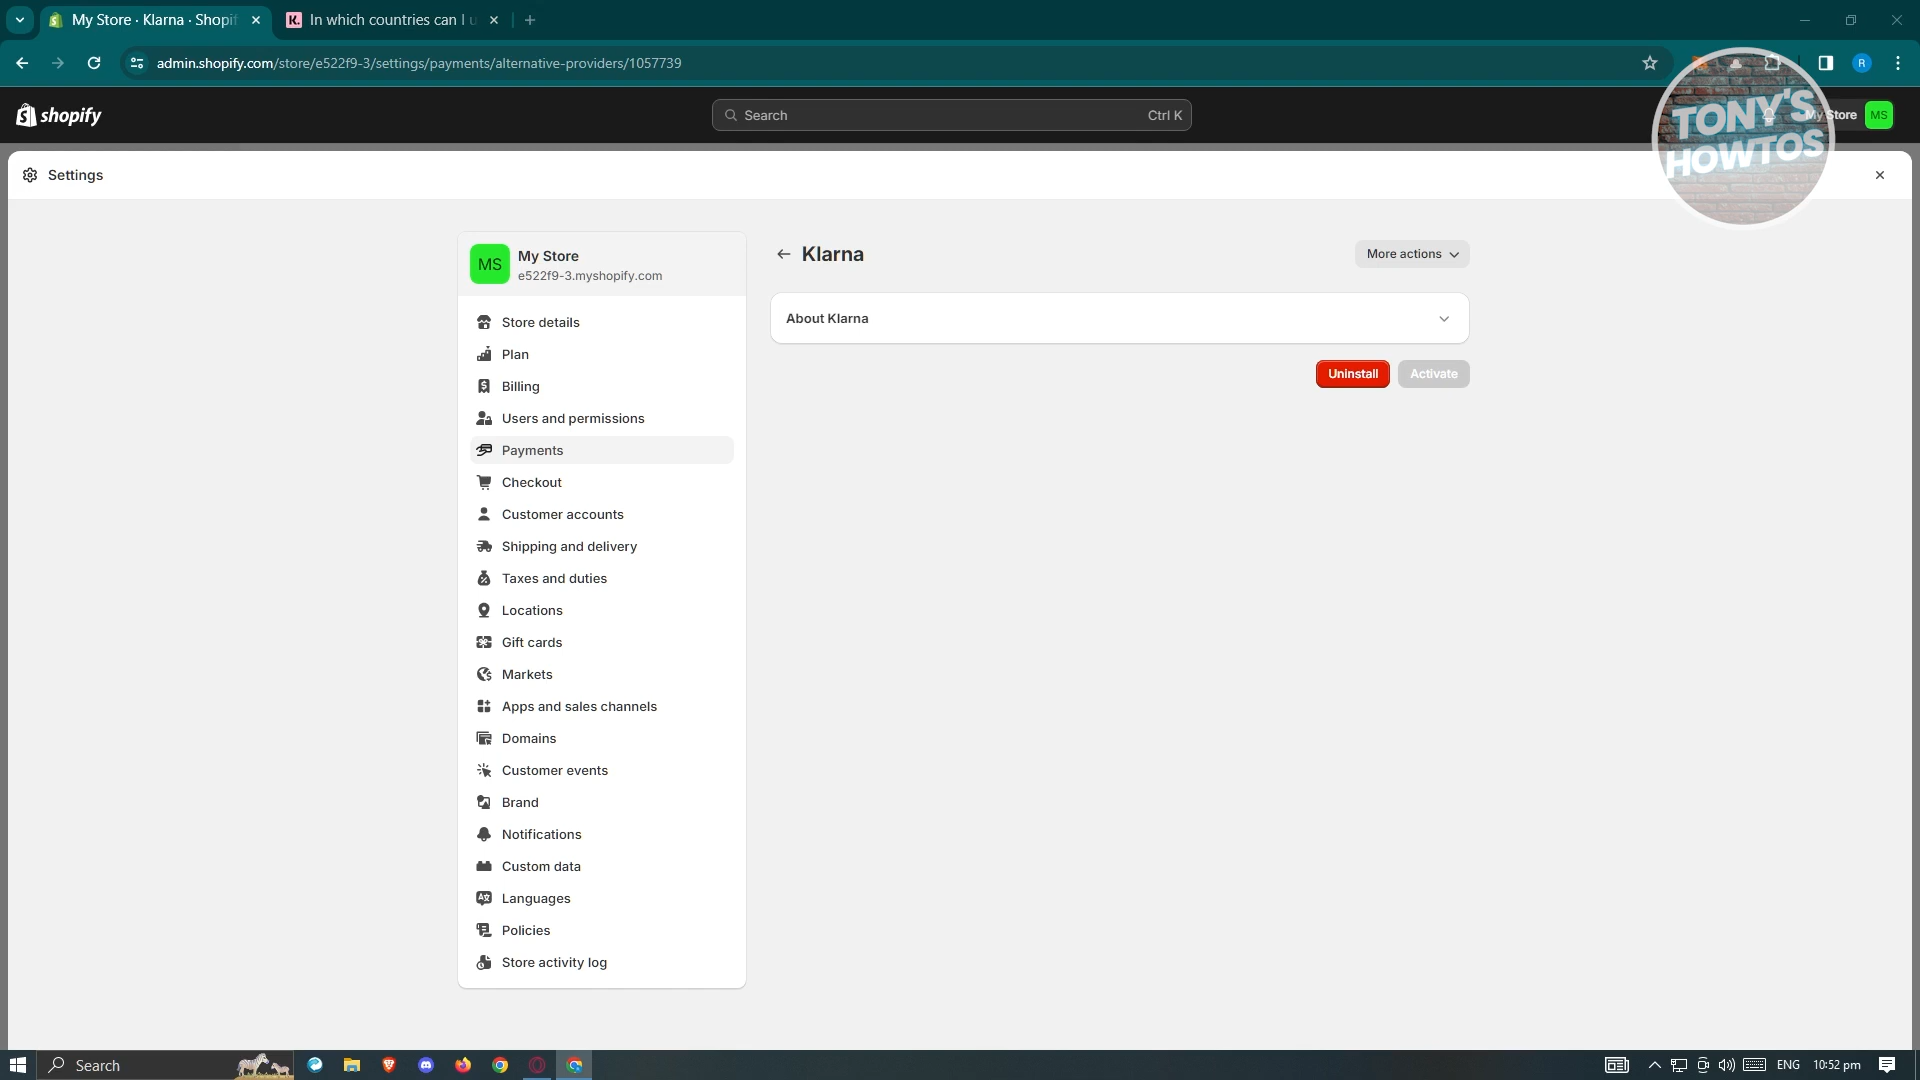 My Store · Klarna · Shopif
In which countries can I u
admin.shopify.com/store/e522f9-3/settings/payments/alternative-providers/1057739
R
shopify
Search
Ctrl K
My Store
MS
TONY'S
HOWTOS
Settings
MS
My Store
e522f9-3.myshopify.com
Store details
Plan
Billing
Users and permissions
Payments
Checkout
Customer accounts
Shipping and delivery
Taxes and duties
Locations
Gift cards
Markets
Apps and sales channels
Domains
Customer events
Brand
Notifications
Custom data
Languages
Policies
Store activity log
Klarna
More actions
About Klarna
Uninstall
Activate
Search
ENG
10:52 pm